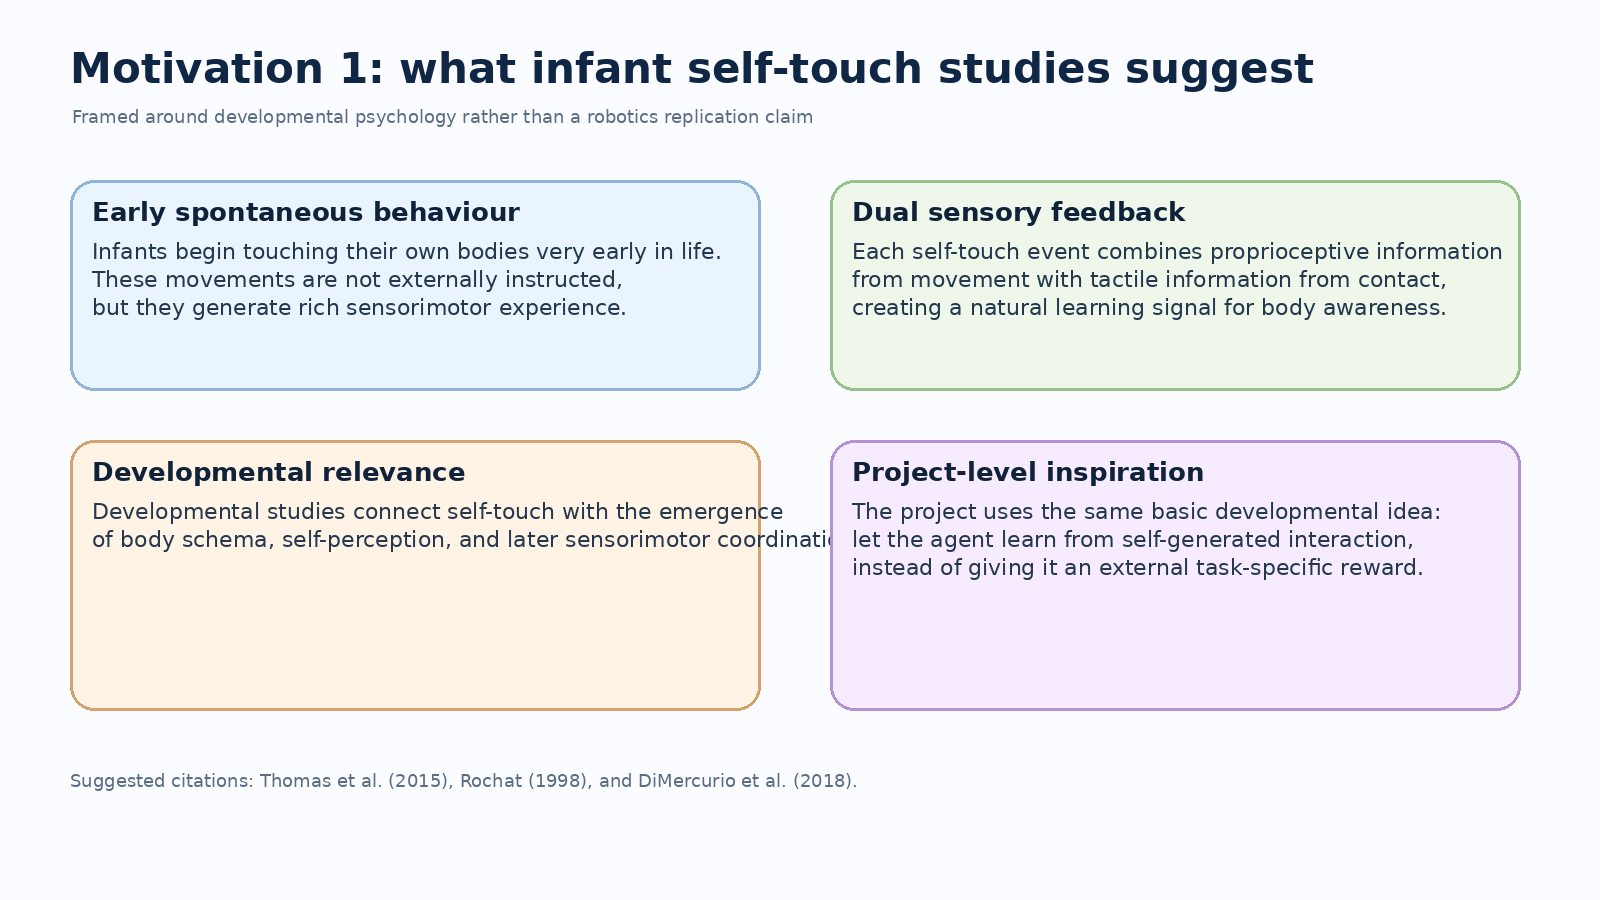 Motivation 1: what infant self-touch studies suggest
Framed around developmental psychology rather than a robotics replication claim
Early spontaneous behaviour
Infants begin touching their own bodies very early in life.
These movements are not externally instructed,
but they generate rich sensorimotor experience.
Dual sensory feedback
Each self-touch event combines proprioceptive information
from movement with tactile information from contact,
creating a natural learning signal for body awareness.
Developmental relevance
Developmental studies connect self-touch with the emergence
of body schema, self-perception, and later sensorimotor
Project-level inspiration
The project uses the same basic developmental idea:
let the agent learn from self-generated interaction,
instead of giving it an external task-specific reward.
Suggested citations: Thomas et al. (2015), Rochat (1998), and DiMercurio et al. (2018).